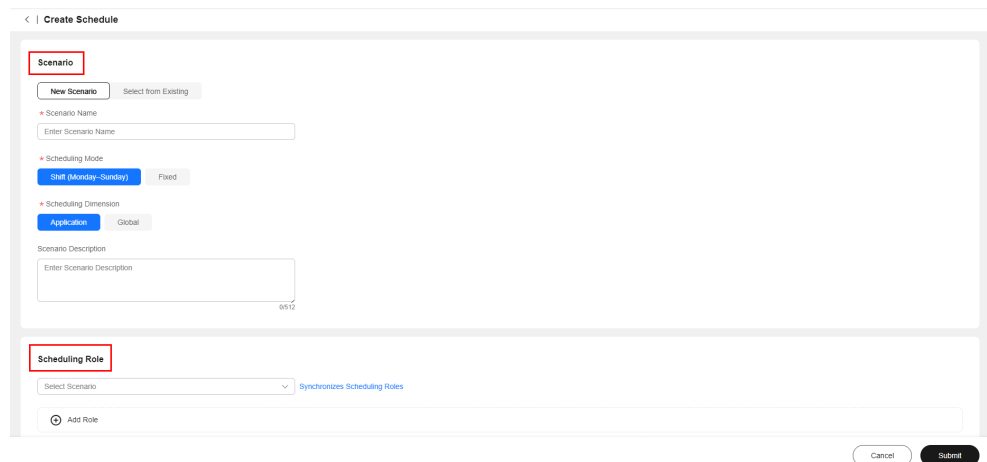 < | Create Schedule
Scenario
New Scenario Select from Existing
* Scenario Name
Enter Scenario Name
* Scheduling Mode
Shift (Monday–Sunday) Fixed
* Scheduling Dimension
Application Global
Scenario Description
Enter Scenario Description
0/512
Scheduling Role
Select Scenario Synchronizes Scheduling Roles
Add Role
Cancel Submit